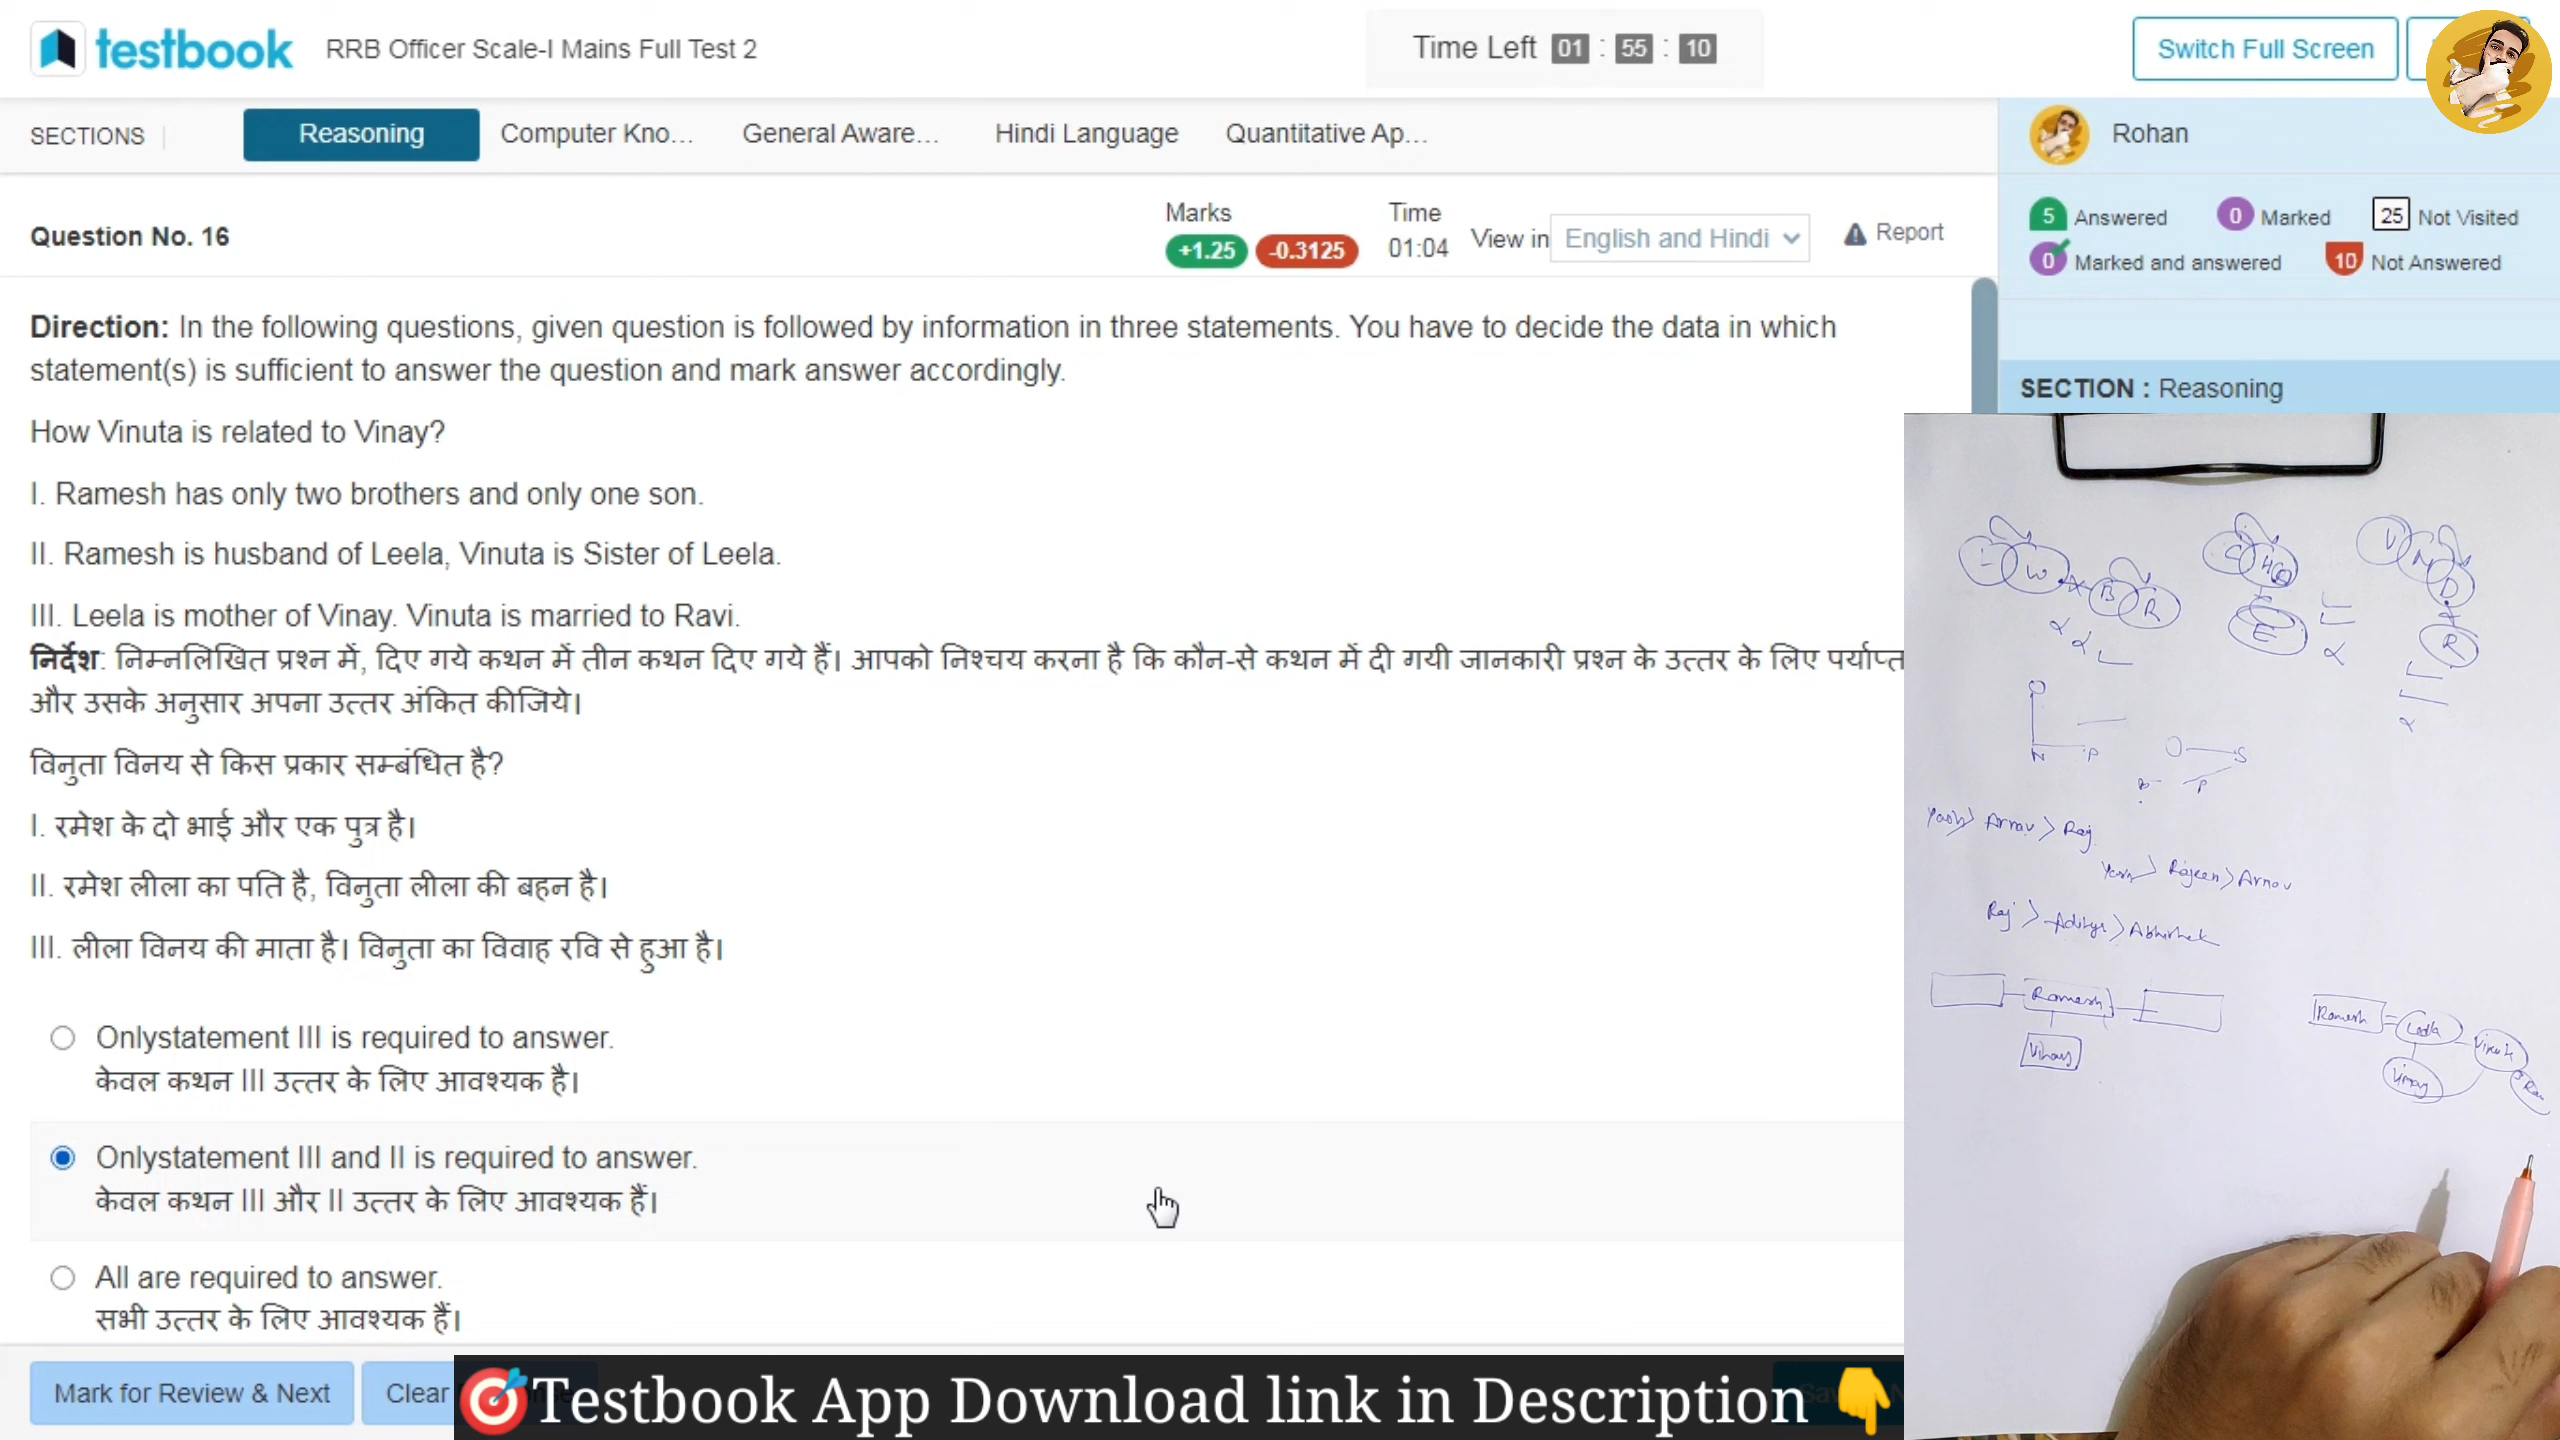 testbook RRB Officer Scale-I Mains Full Test 2 Time Left 01 : 55 : 10 Switch Full Screen
SECTIONS Reasoning Computer Kno... General Aware... Hindi Language Quantitative Ap... Rohan
Question No. 16 Marks +1.25 -0.3125 Time 01:04 View in English and Hindi Report
5 Answered 0 Marked 25 Not Visited
0 Marked and answered 10 Not Answered
SECTION : Reasoning
Direction: In the following questions, given question is followed by information in three statements. You have to decide the data in which
statement(s) is sufficient to answer the question and mark answer accordingly.
How Vinuta is related to Vinay?
I. Ramesh has only two brothers and only one son.
II. Ramesh is husband of Leela, Vinuta is Sister of Leela.
III. Leela is mother of Vinay. Vinuta is married to Ravi.
निर्देश: निम्नलिखित प्रश्न में, दिए गये कथन में तीन कथन दिए गये हैं। आपको निश्चय करना है कि कौन-से कथन में दी गयी जानकारी प्रश्न के उत्तर के लिए पर्याप्त
और उसके अनुसार अपना उत्तर अंकित कीजिये।
विनुता विनय से किस प्रकार सम्बंधित है?
I. रमेश के दो भाई और एक पुत्र है।
II. रमेश लीला का पति है, विनुता लीला की बहन है।
III. लीला विनय की माता है। विनुता का विवाह रवि से हुआ है।
Onlystatement III is required to answer.
केवल कथन III उत्तर के लिए आवश्यक है।
Onlystatement III and II is required to answer.
केवल कथन III और II उत्तर के लिए आवश्यक हैं।
All are required to answer.
सभी उत्तर के लिए आवश्यक हैं।
Mark for Review & Next Clear
🎯Testbook App Download link in Description👇
I W B R
C E
V D R
N P
O S
P
Yash > Arnav > Raj
Yash > Rajeen > Arnav
Raj > Aditya > Abhishek
Ramesh
Vinay
Ramesh Leela
Vinay